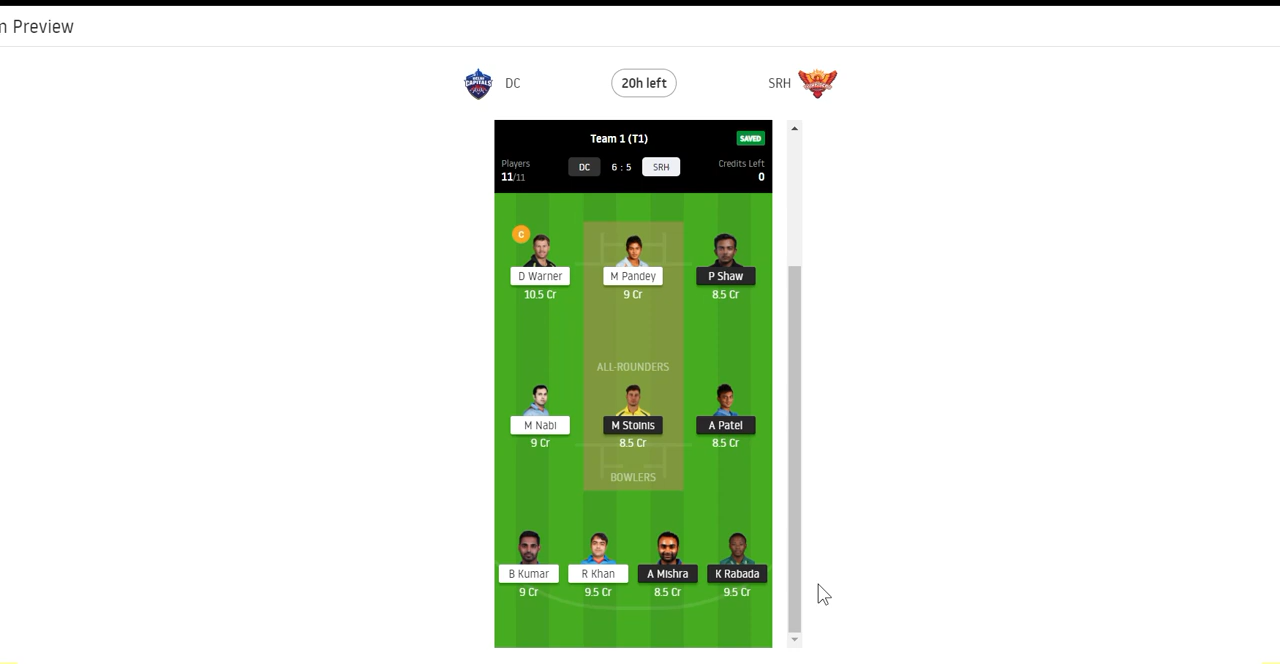 n Preview
DC
20h left
SRH
Team 1 (T1)
SAVED
Players
DC
6 : 5
SRH
Credits Left
11/11
0
C
D Warner
M Pandey
P Shaw
10.5 Cr
9 Cr
8.5 Cr
ALL-ROUNDERS
M Nabi
M Stoinis
A Patel
9 Cr
8.5 Cr
8.5 Cr
BOWLERS
B Kumar
R Khan
A Mishra
K Rabada
9 Cr
9.5 Cr
8.5 Cr
9.5 Cr